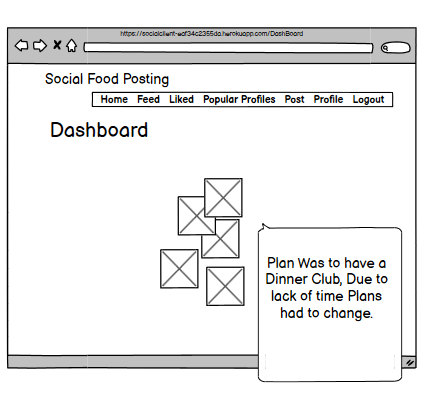 https://socialclient-eaf34c2355da.herokuapp.com/DashBoard
Social Food Posting
Home Feed Liked Popular Profiles Post Profile Logout
Dashboard
Plan Was to have a
Dinner Club, Due to
lack of time Plans
had to change.